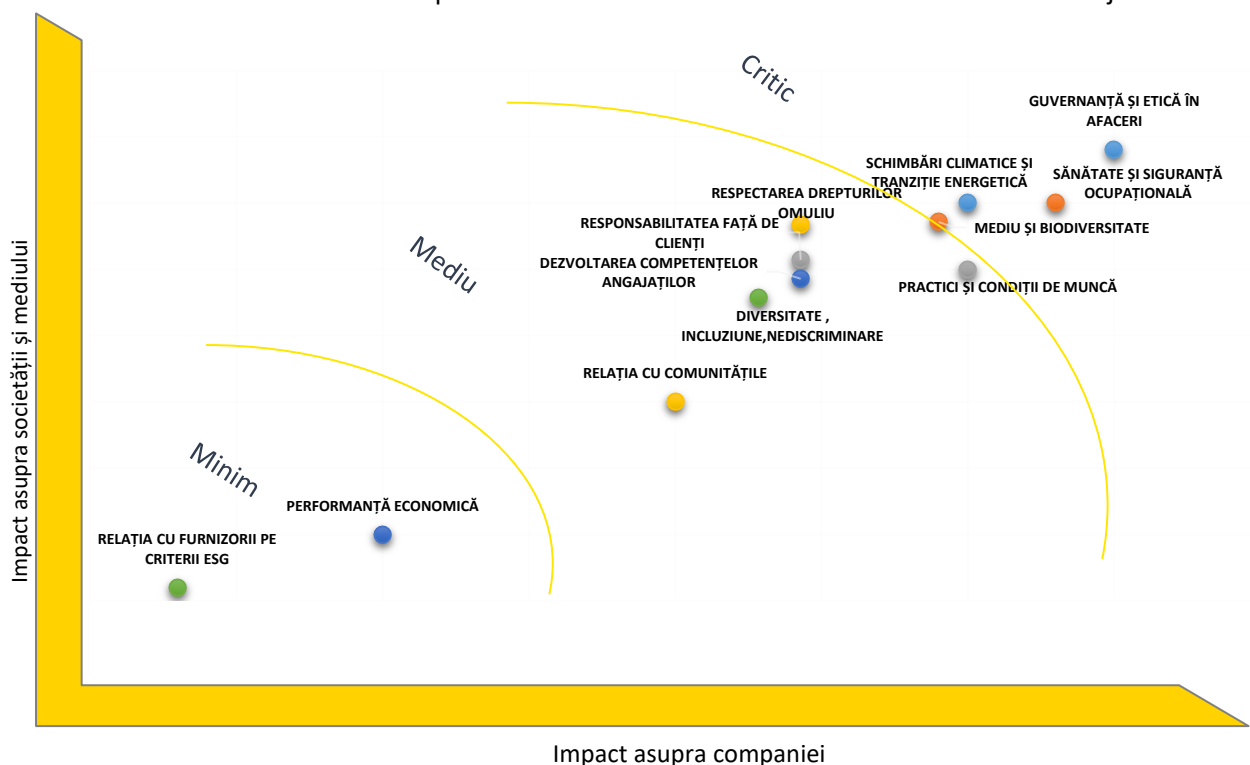 Critic
GUVERNANȚĂ ȘI ETICĂ ÎN
AFACERI
SCHIMBĂRI CLIMATICE ȘI
TRANZIȚIE ENERGETICĂ
SĂNĂTATE ȘI SIGURANȚĂ
OCUPAȚIONALĂ
RESPECTAREA DREPTURILOR
OMULIU
RESPONSABILITATEA FAȚĂ DE
CLIENȚI
MEDIU ȘI BIODIVERSITATE
Mediu
DEZVOLTAREA COMPETENȚELOR
ANGAJAȚILOR
PRACTICI ȘI CONDIȚII DE MUNCĂ
DIVERSITATE ,
INCLUZIUNE,NEDISCRIMINARE
RELAȚIA CU COMUNITĂȚILE
Minim
PERFORMANȚĂ ECONOMICĂ
RELAȚIA CU FURNIZORII PE
CRITERII ESG
Impact asupra societății și mediului
Impact asupra companiei